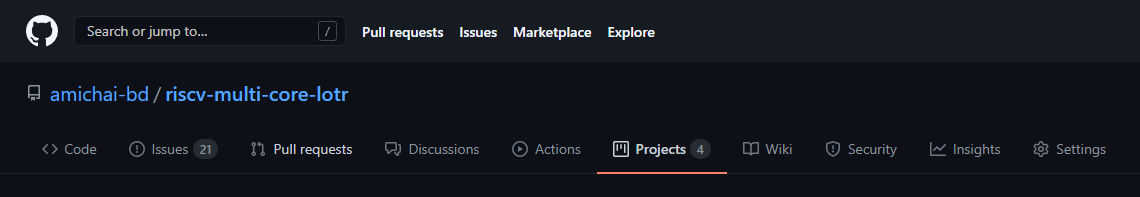 Search or jump to... / Pull requests Issues Marketplace Explore
amichai-bd / riscv-multi-core-lotr
Code Issues 21 Pull requests Discussions Actions Projects 4 Wiki Security Insights Settings